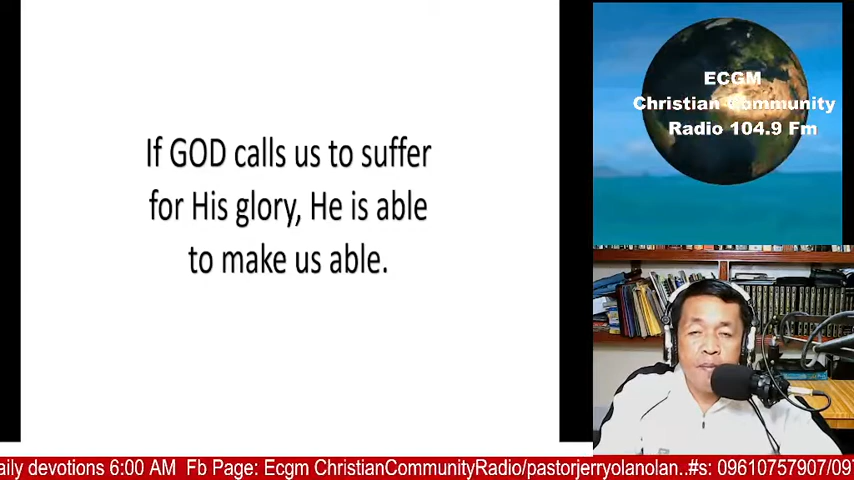 If GOD calls us to suffer
for His glory, He is able
to make us able.
ECGM
Christian Community
Radio 104.9 Fm
aily devotions 6:00 AM Fb Page: Ecgm ChristianCommunityRadio/pastorjerryolanolan..#s: 09610757907/097